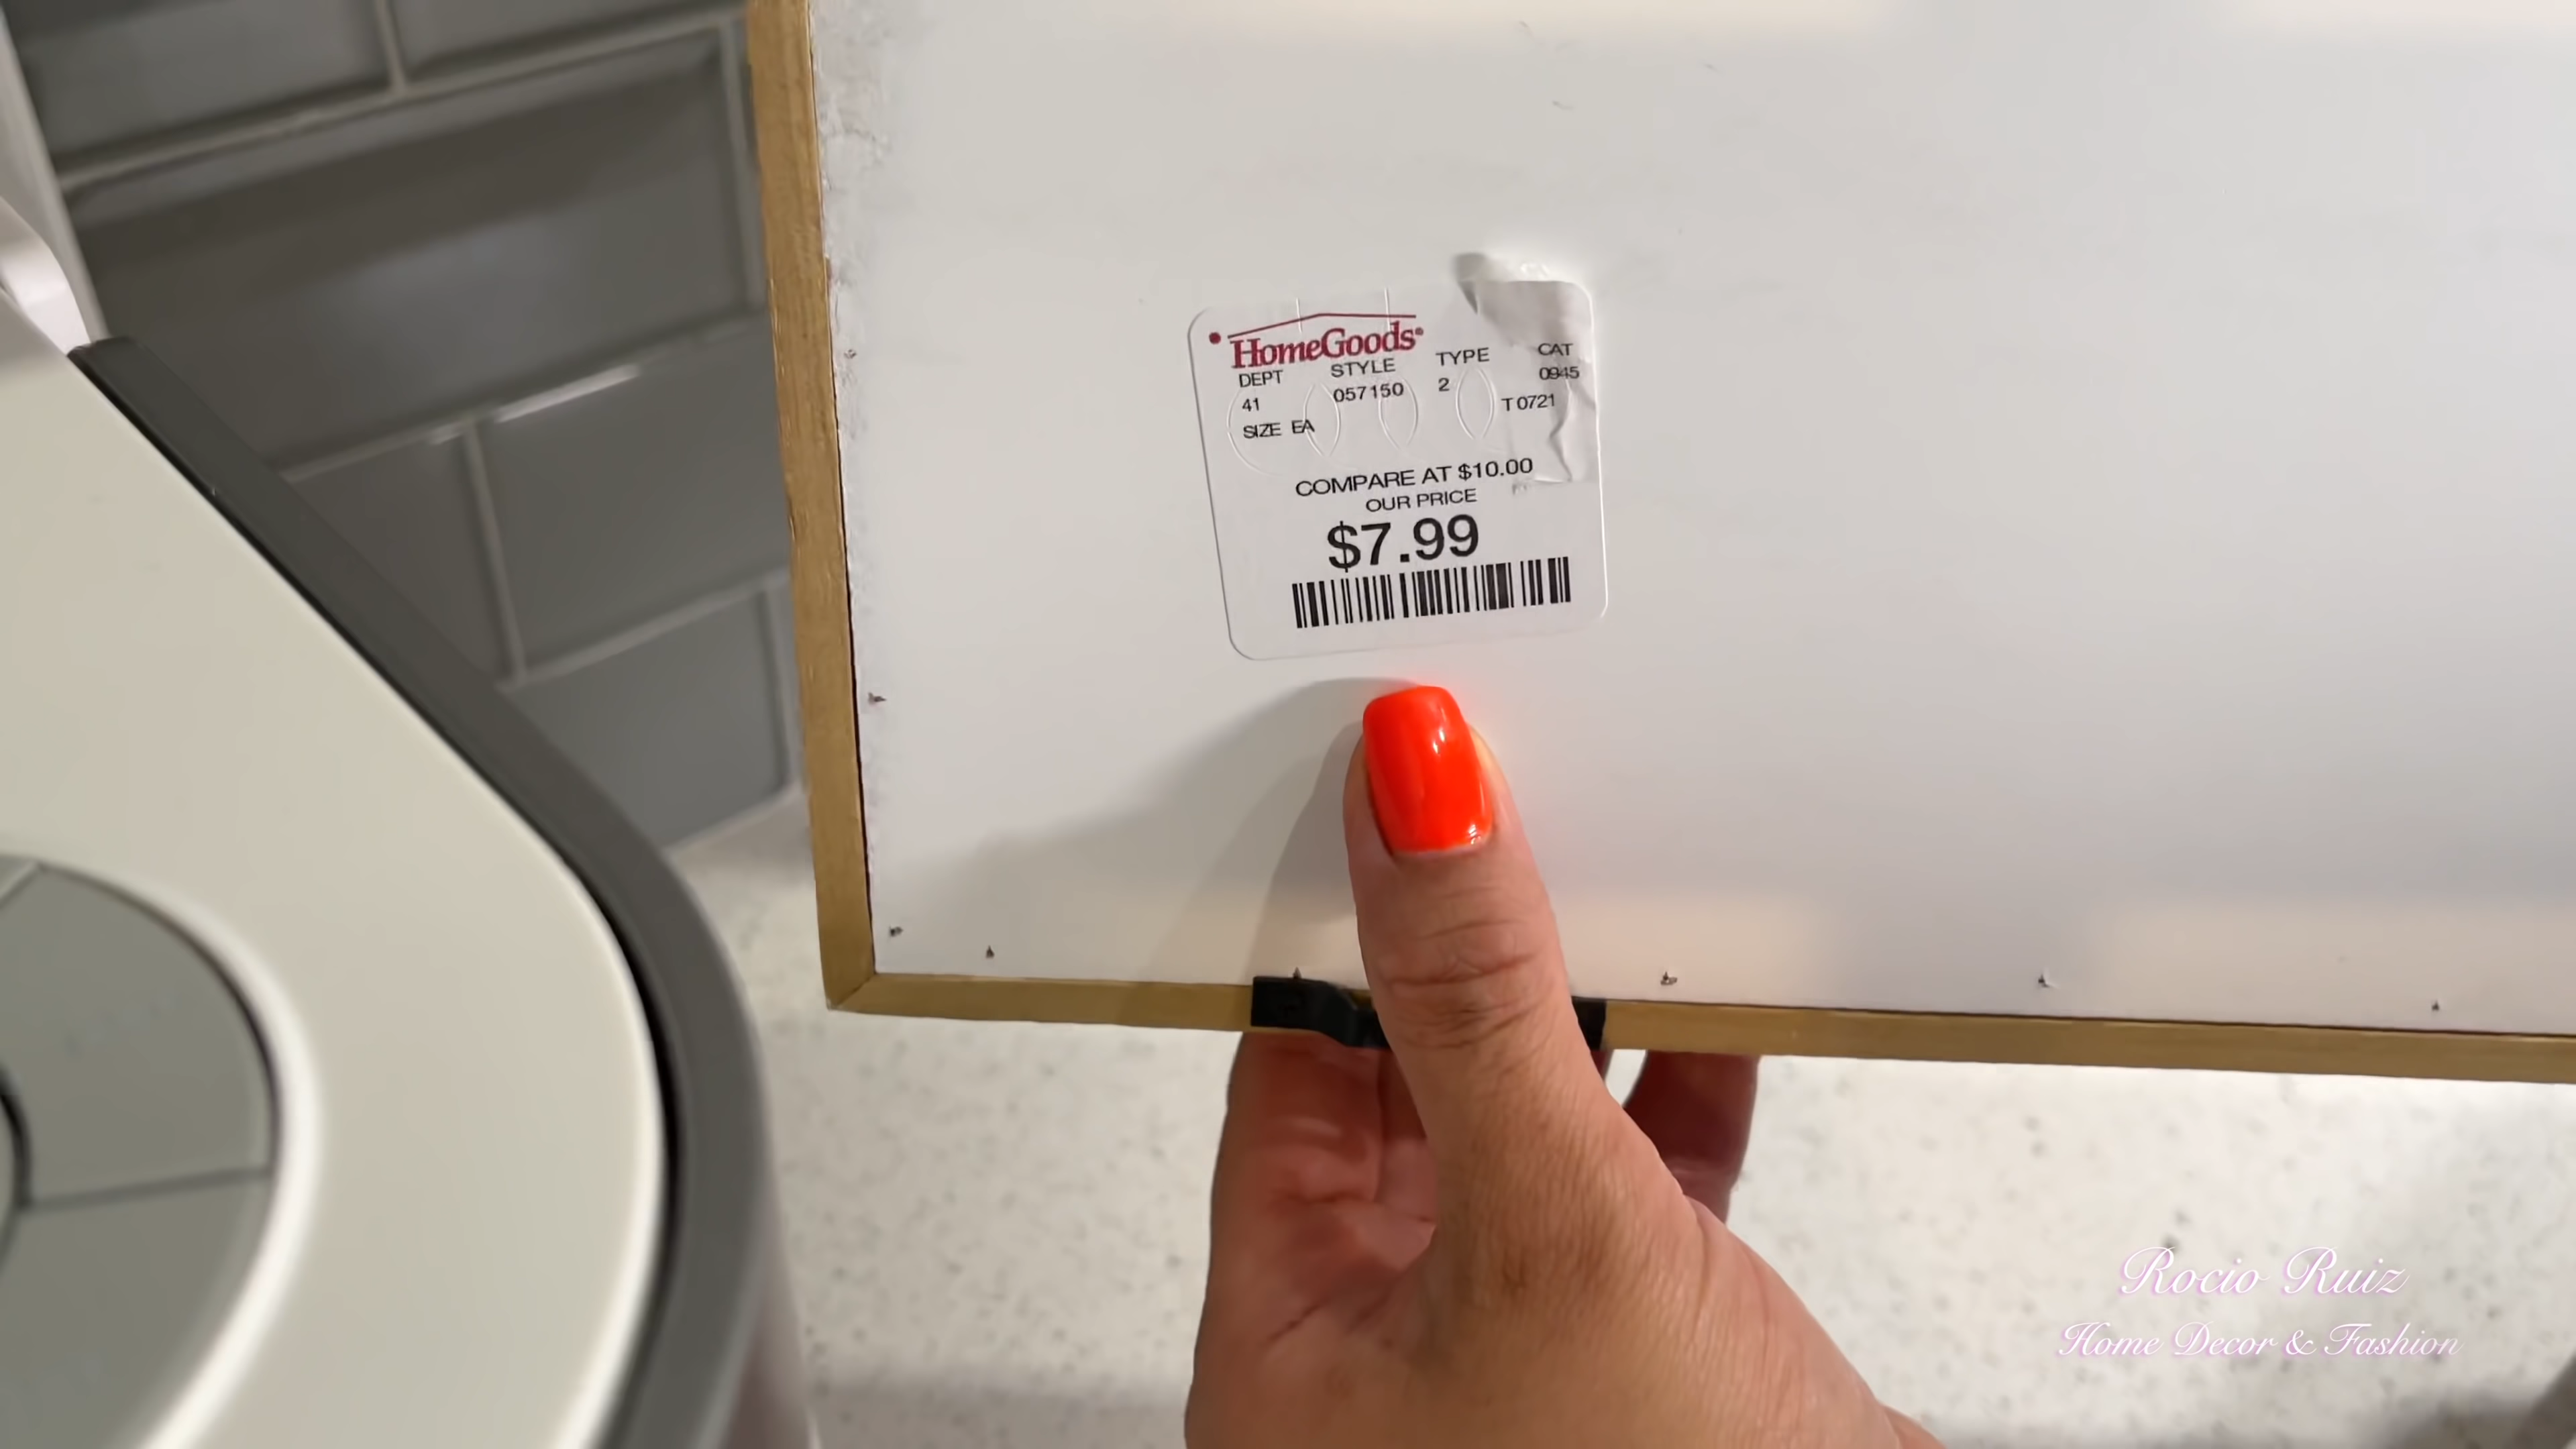 HomeGoods®
DEPT STYLE TYPE CAT
41 057150 2 0945
SIZE EA T 0721
COMPARE AT $10.00
OUR PRICE
$7.99
Rocio Ruiz
Home Decor & Fashion